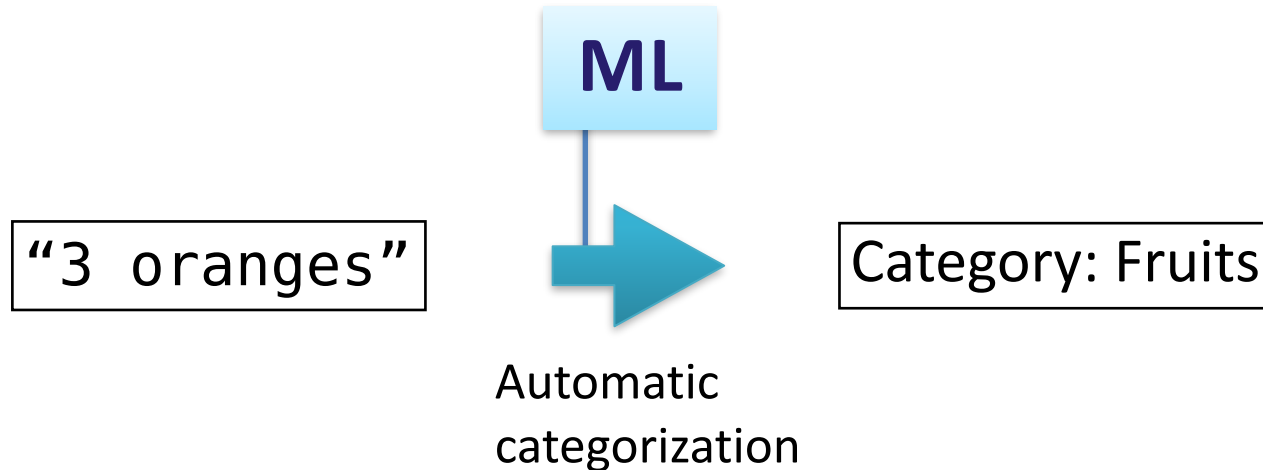 ML
“3 oranges”
Category: Fruits
Automatic
categorization